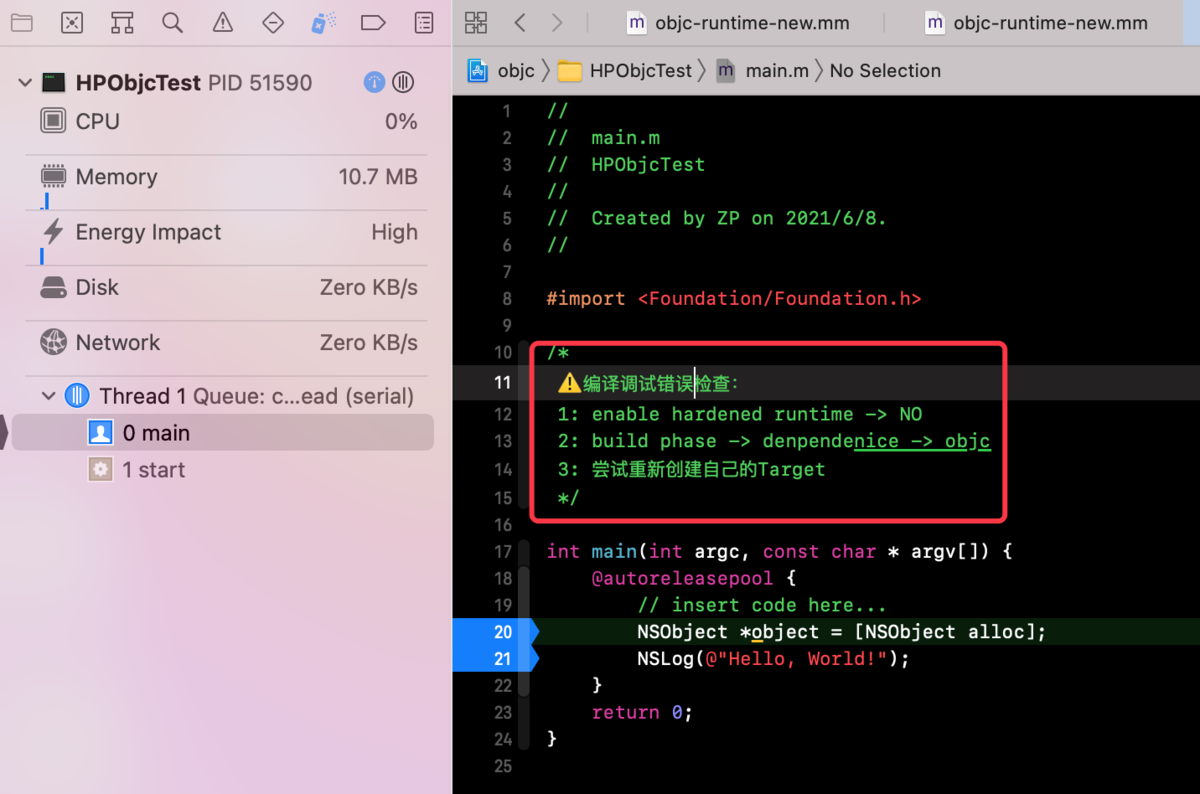 HPObjcTest PID 51590
CPU 0%
Memory 10.7 MB
Energy Impact High
Disk Zero KB/s
Network Zero KB/s
Thread 1 Queue: c...ead (serial)
0 main
1 start
m objc-runtime-new.mm m objc-runtime-new.mm
objc HPObjcTest m main.m No Selection
1 //
2 //  main.m
3 //  HPObjcTest
4 //
5 //  Created by ZP on 2021/6/8.
6 //
7
8 #import <Foundation/Foundation.h>
9
10 /*
11 ⚠️编译调试错误检查:
12 1: enable hardened runtime -> NO
13 2: build phase -> denpendenice -> objc
14 3: 尝试重新创建自己的Target
15 */
16
17 int main(int argc, const char * argv[]) {
18     @autoreleasepool {
19         // insert code here...
20         NSObject *object = [NSObject alloc];
21         NSLog(@"Hello, World!");
22     }
23     return 0;
24 }
25